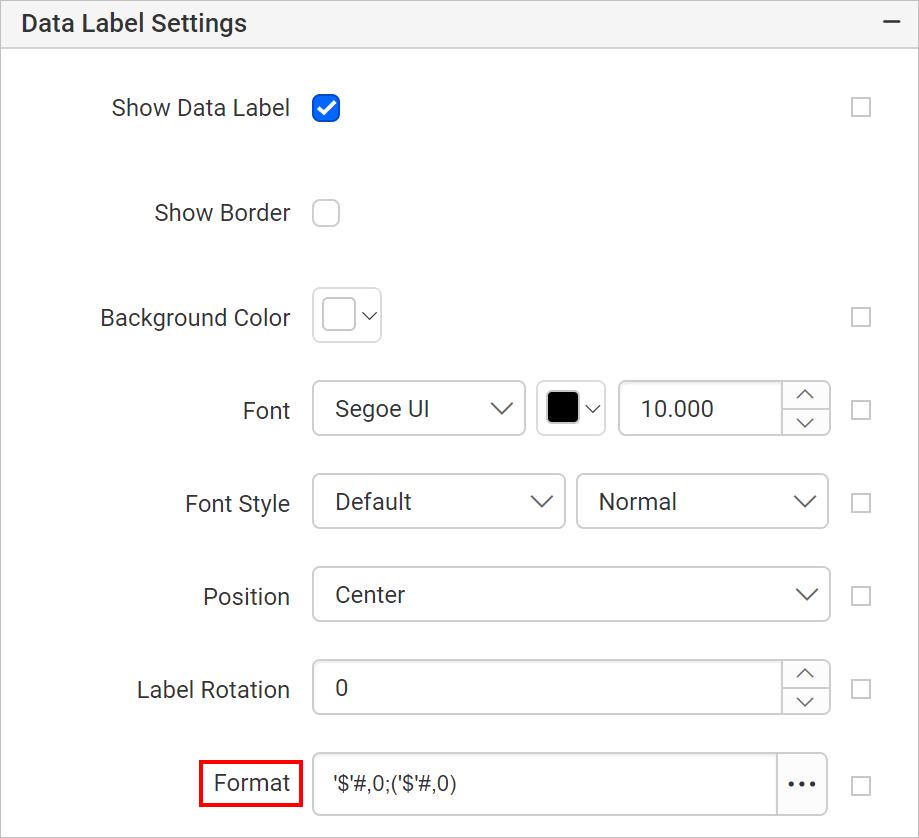 Data Label Settings
Show Data Label
Show Border
Background Color
Font Segoe UI 10.000
Font Style Default Normal
Position Center
Label Rotation 0
Format '$'#,0;('$'#,0) ...